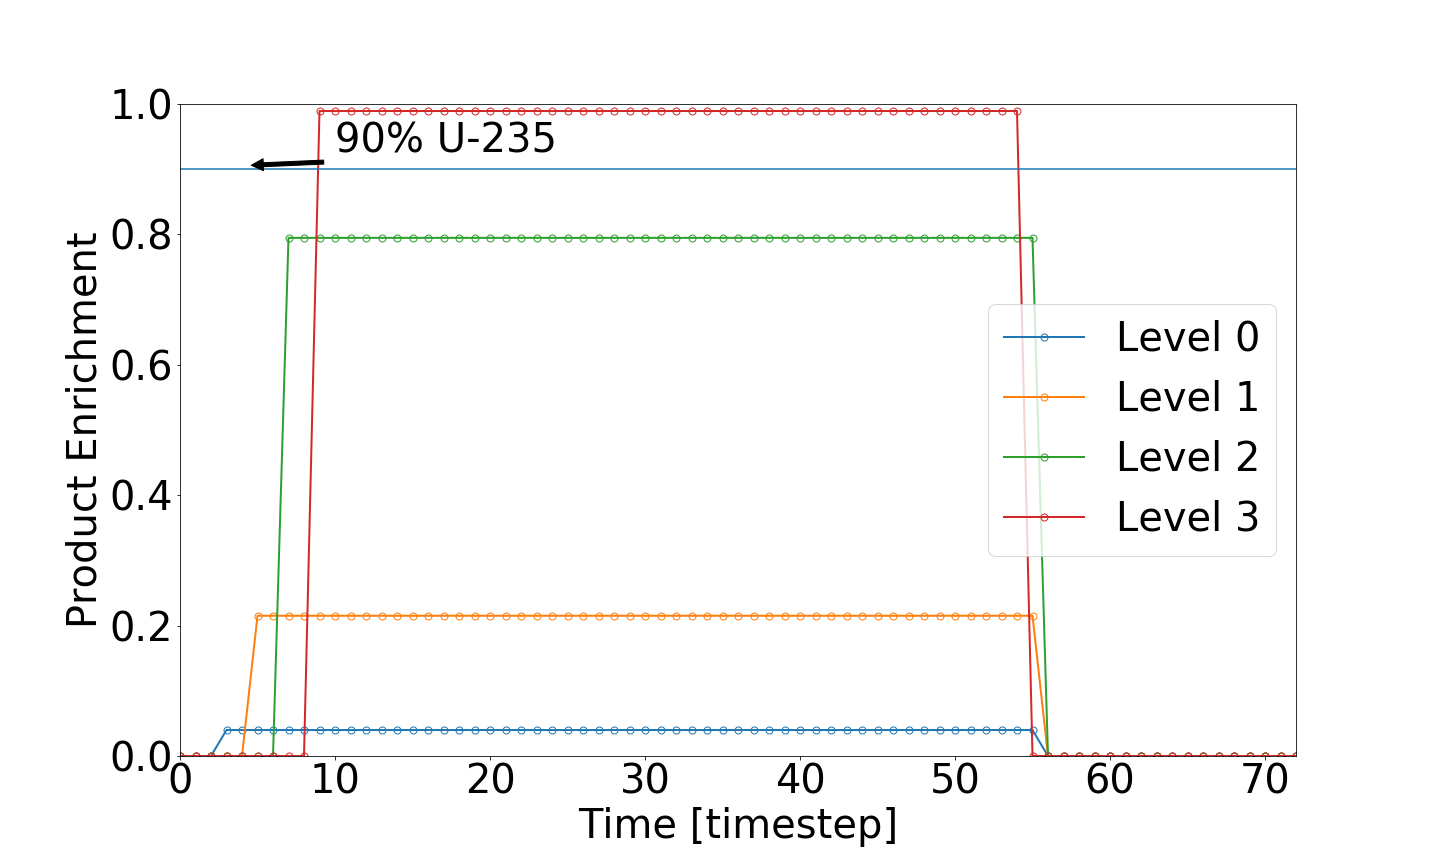 1.0
90% U-235
0.8
0.6
0.4
0.2
0.0
Product Enrichment
Level 0
Level 1
Level 2
Level 3
0 10 20 30 40 50 60 70
Time [timestep]